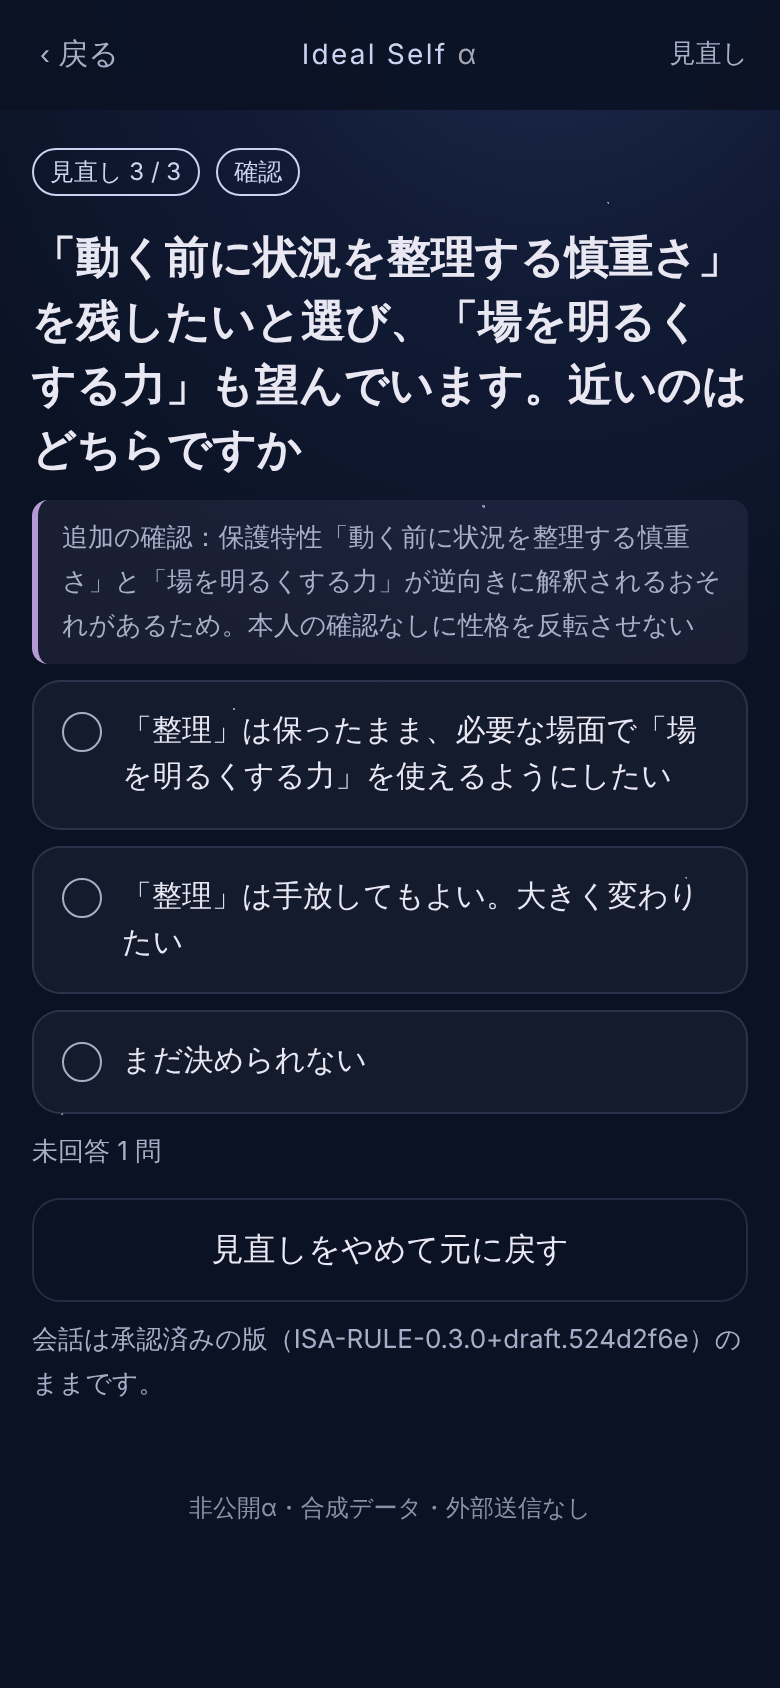 ‹ 戻る
Ideal Self α
見直し
見直し 3 / 3
確認
「動く前に状況を整理する慎重さ」
を残したいと選び、「場を明るく
する力」も望んでいます。近いのは
どちらですか
追加の確認：保護特性「動く前に状況を整理する慎重
さ」と「場を明るくする力」が逆向きに解釈されるおそ
れがあるため。本人の確認なしに性格を反転させない
「整理」は保ったまま、必要な場面で「場
を明るくする力」を使えるようにしたい
「整理」は手放してもよい。大きく変わり
たい
まだ決められない
未回答 1 問
見直しをやめて元に戻す
会話は承認済みの版（ISA-RULE-0.3.0+draft.524d2f6e）の
ままです。
非公開α・合成データ・外部送信なし